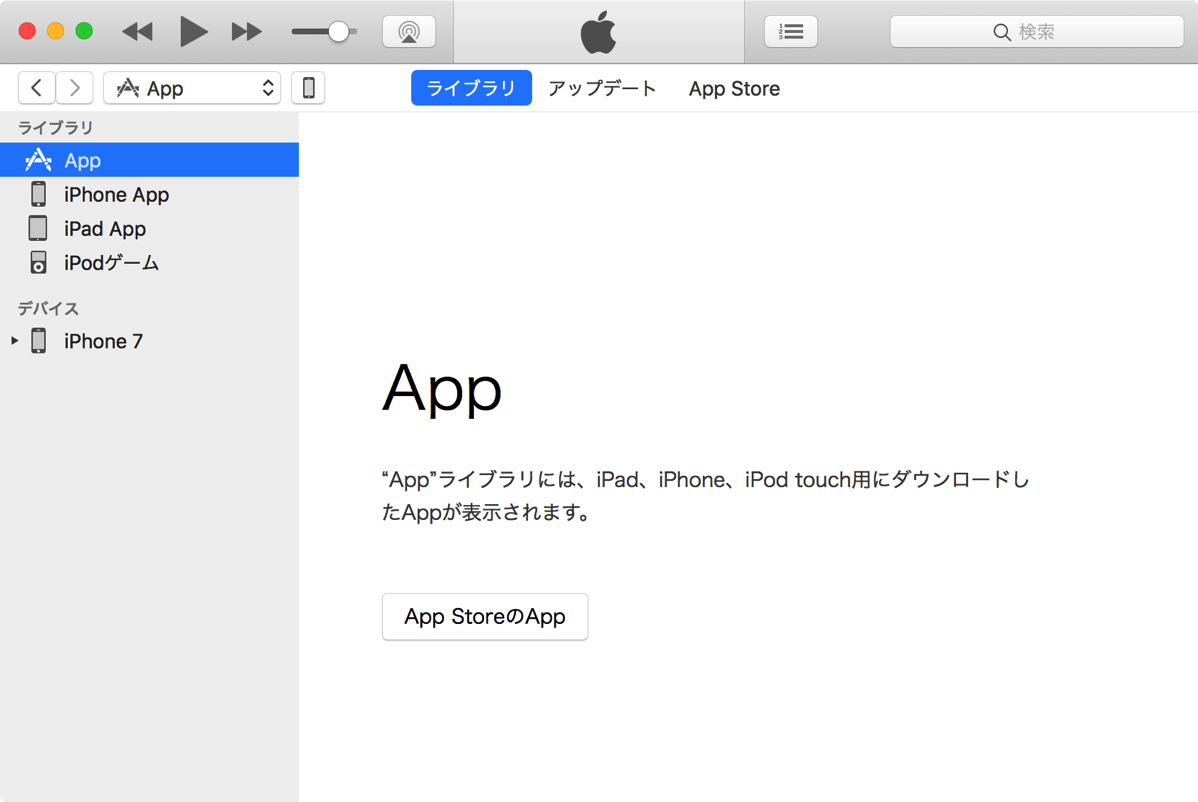 検索
App
ライブラリ アップデート App Store
ライブラリ
App
iPhone App
iPad App
iPodゲーム
デバイス
iPhone 7
App
“App”ライブラリには、iPad、iPhone、iPod touch用にダウンロードし
たAppが表示されます。
App StoreのApp